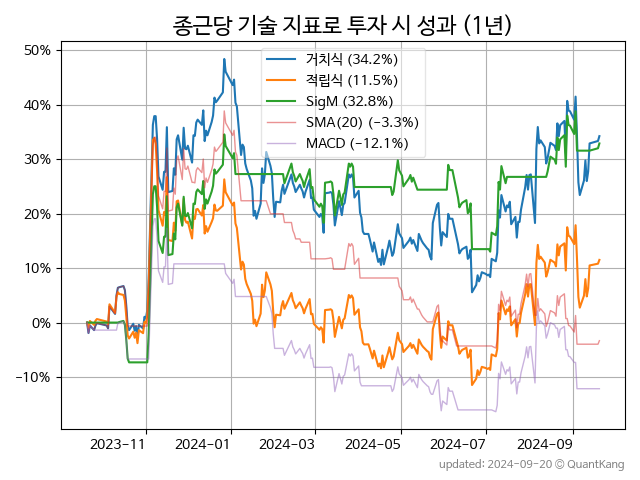 종근당 기술 지표로 투자 시 성과 (1년)
50%
40%
30%
20%
10%
0%
−10%
거치식 (34.2%)
적립식 (11.5%)
SigM (32.8%)
SMA(20) (−3.3%)
MACD (−12.1%)
2023-11
2024-01
2024-03
2024-05
2024-07
2024-09
updated: 2024-09-20 © QuantKang